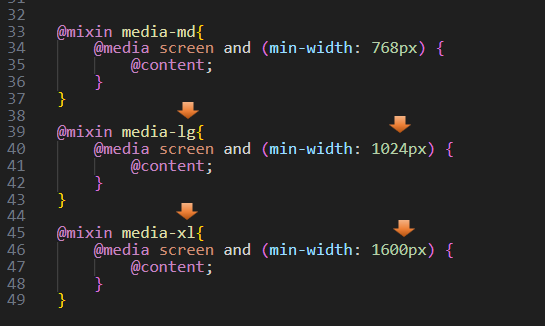 32
33 @mixin media-md{
34 @media screen and (min-width: 768px) {
35 @content;
36 }
37 }
38
39 @mixin media-lg{
40 @media screen and (min-width: 1024px) {
41 @content;
42 }
43 }
44
45 @mixin media-xl{
46 @media screen and (min-width: 1600px) {
47 @content;
48 }
49 }